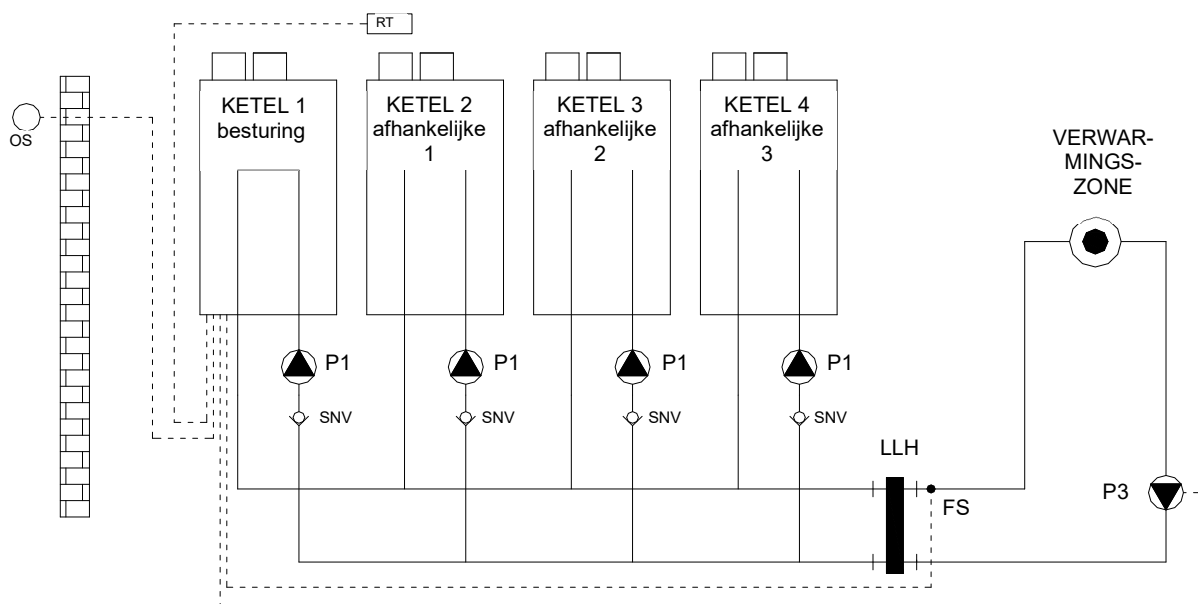 RT
KETEL 1
besturing
KETEL 2
afhankelijke
1
KETEL 3
afhankelijke
2
KETEL 4
afhankelijke
3
OS
VERWAR-
MINGS-
ZONE
P1
P1
P1
P1
SNV
SNV
SNV
SNV
LLH
FS
P3